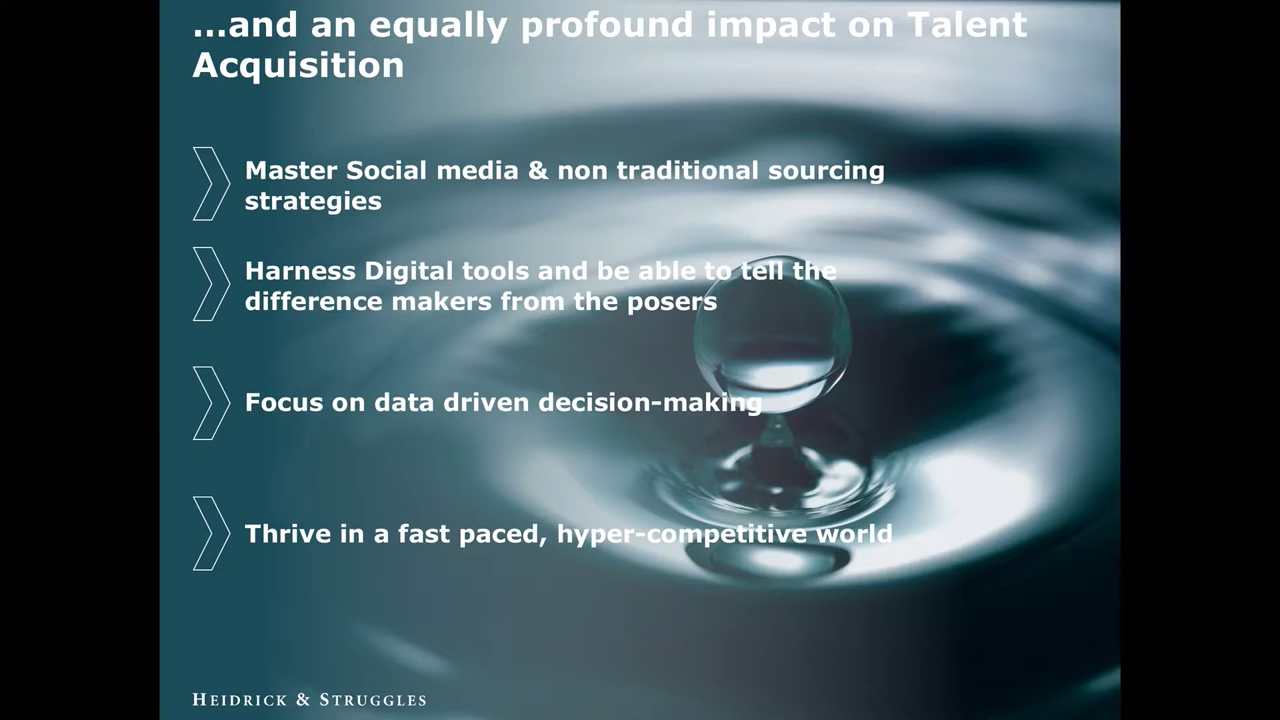 ...and an equally profound impact on Talent
Acquisition
Master Social media & non traditional sourcing
strategies
Harness Digital tools and be able to tell the
difference makers from the posers
Focus on data driven decision-making
Thrive in a fast paced, hyper-competitive world
HEIDRICK & STRUGGLES